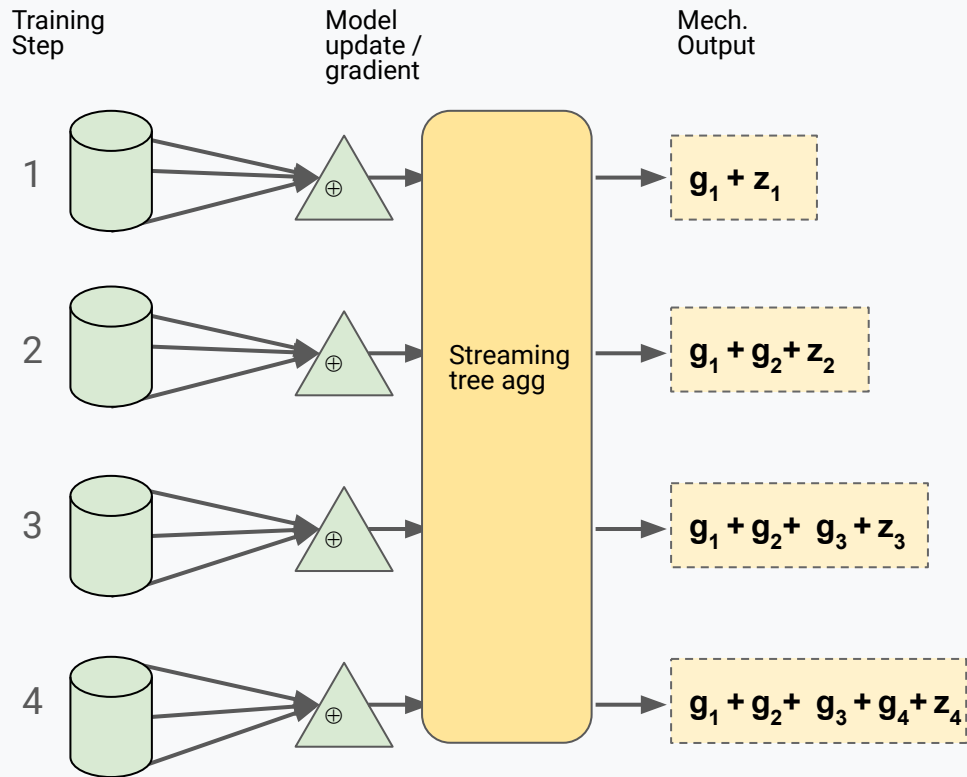 Training
Step
Model
update /
gradient
Mech.
Output
1
⊕
g₁ + z₁
2
⊕
Streaming
tree agg
g₁ + g₂+ z₂
3
⊕
g₁ + g₂+ g₃ + z₃
4
⊕
g₁ + g₂+ g₃ + g₄+ z₄